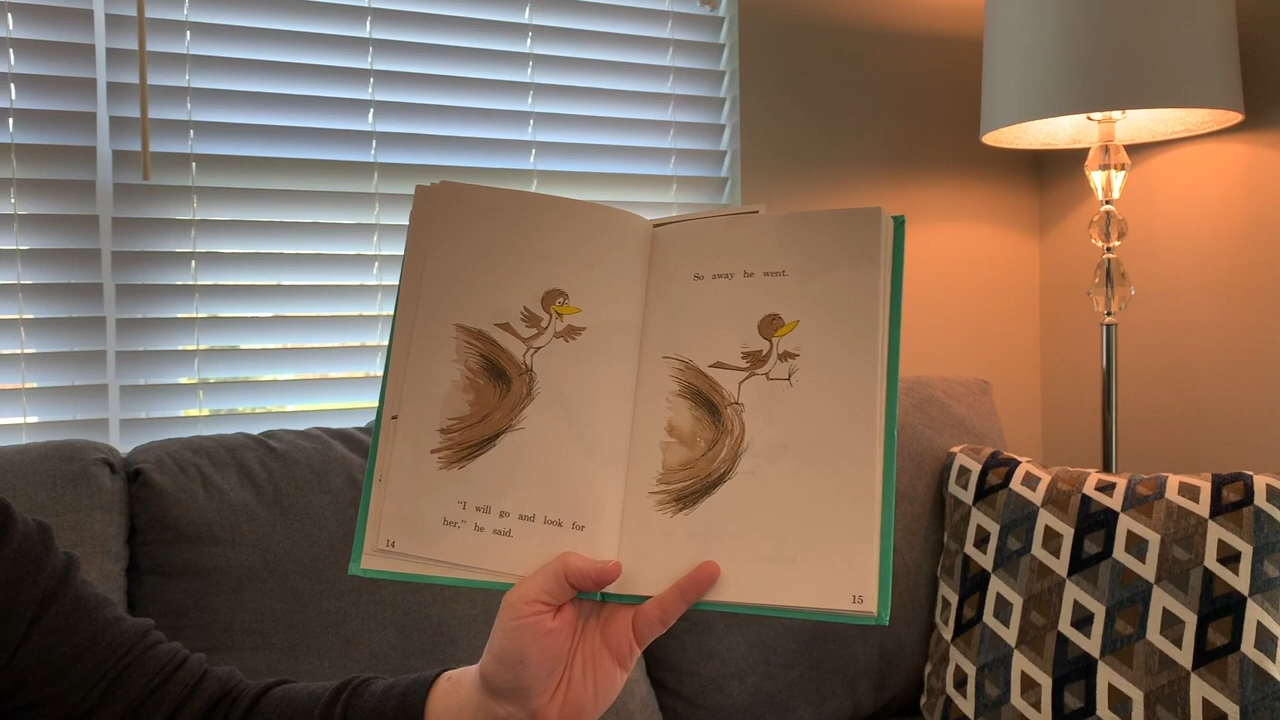 "I will go and look for
her," he said.
14
So away he went.
15